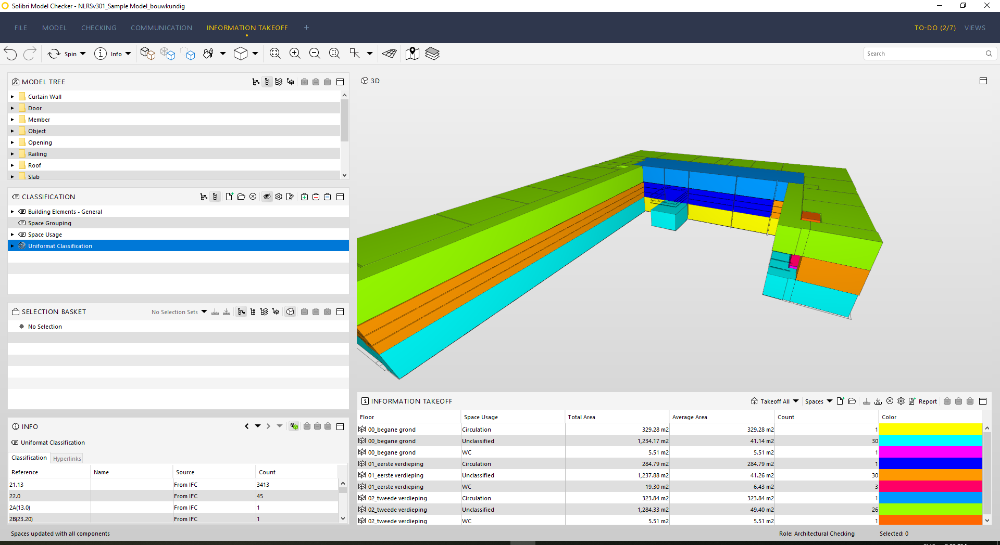 Solibri Model Checker - NLRSv301_Sample Model_bouwkundig
FILE MODEL CHECKING COMMUNICATION INFORMATION TAKEOFF + TO-DO (2/7) VIEWS
Spin Info Search
MODEL TREE
Curtain Wall
Door
Member
Object
Opening
Railing
Roof
Slab
CLASSIFICATION
Building Elements - General
Space Grouping
Space Usage
Uniformat Classification
SELECTION BASKET No Selection Sets
No Selection
INFO
Uniformat Classification
Classification Hyperlinks
Reference Name Source Count
21.13 From IFC 3413
22.0 From IFC 45
2A(13.0) From IFC 1
2B(23.20) From IFC 1
3D
INFORMATION TAKEOFF Takeoff All Spaces Report
Floor Space Usage Total Area Average Area Count Color
00_begane grond Circulation 329.28 m2 329.28 m2 1
00_begane grond Unclassified 1,234.17 m2 41.14 m2 30
00_begane grond WC 5.51 m2 5.51 m2 1
01_eerste verdieping Circulation 284.79 m2 284.79 m2 1
01_eerste verdieping Unclassified 1,237.88 m2 41.26 m2 30
01_eerste verdieping WC 19.30 m2 6.43 m2 3
02_tweede verdieping Circulation 323.84 m2 323.84 m2 1
02_tweede verdieping Unclassified 1,284.33 m2 49.40 m2 26
02_tweede verdieping WC 5.51 m2 5.51 m2 1
Spaces updated with all components Role: Architectural Checking Selected: 0